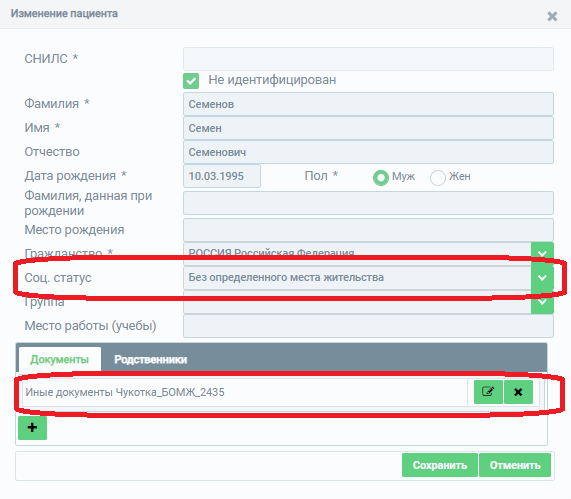 Изменение пациента
СНИЛС *
Не идентифицирован
Фамилия * Семенов
Имя * Семен
Отчество Семенович
Дата рождения * 10.03.1995 Пол * Муж Жен
Фамилия, данная при
рождении
Место рождения
Гражданство * РОССИЯ Российская Федерация
Соц. статус Без определенного места жительства
Группа
Место работы (учебы)
Документы Родственники
Иные документы Чукотка_БОМЖ_2435
Сохранить Отменить